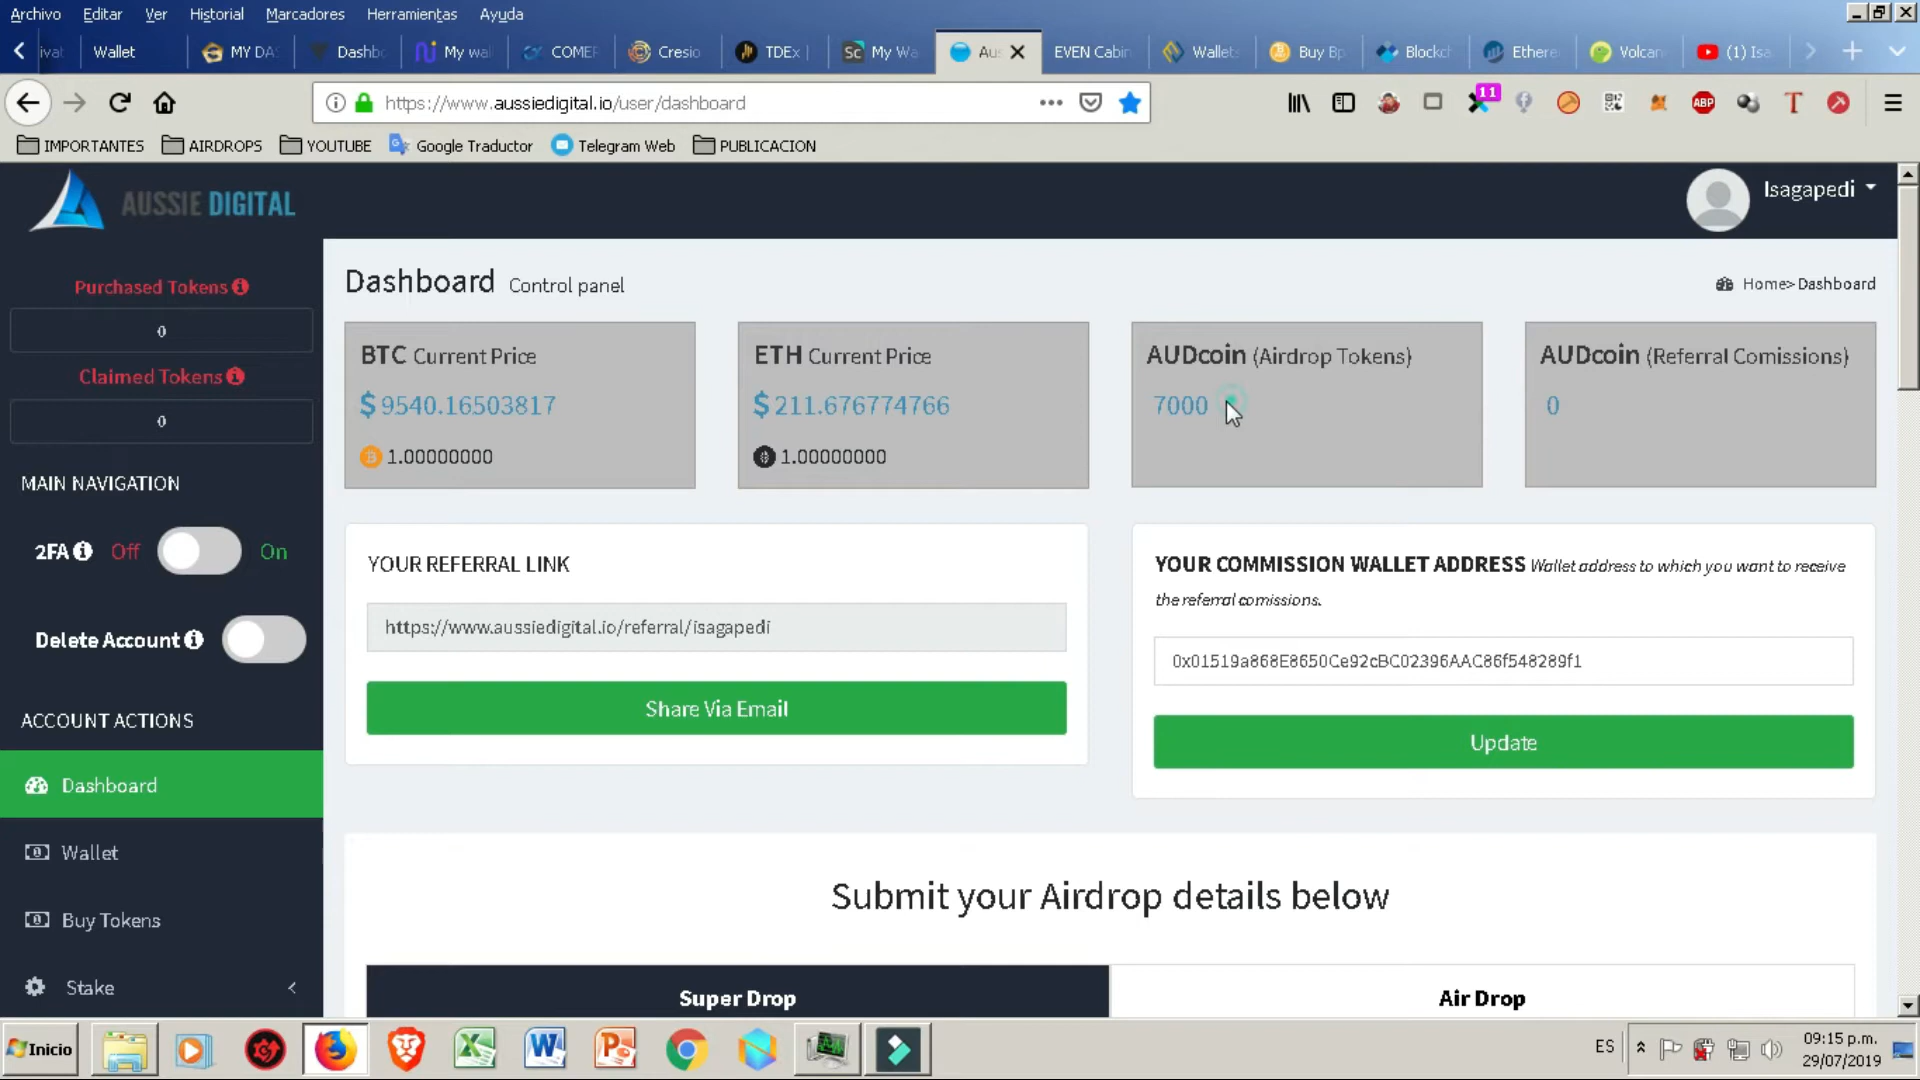 Archivo Editar Ver Historial Marcadores Herramientas Ayuda
ivat Wallet MY DA Dashb My wa COMER Cresio TDEx | My Wa Aus EVEN Cabin Wallets Buy Bp Blockch Ethere Volcan (1) Isa
https://www.aussiedigital.io/user/dashboard
11
ABP
IMPORTANTES AIRDROPS YOUTUBE Google Traductor Telegram Web PUBLICACION
AUSSIE DIGITAL
Isagapedi
Purchased Tokens
0
Claimed Tokens
0
MAIN NAVIGATION
2FA Off On
Delete Account
ACCOUNT ACTIONS
Dashboard
Wallet
Buy Tokens
Stake
Dashboard Control panel
Home> Dashboard
BTC Current Price
$9540.16503817
1.00000000
ETH Current Price
$211.676774766
1.00000000
AUDcoin (Airdrop Tokens)
7000
AUDcoin (Referral Comissions)
0
YOUR REFERRAL LINK
https://www.aussiedigital.io/referral/isagapedi
Share Via Email
YOUR COMMISSION WALLET ADDRESS Wallet address to which you want to receive
the referral comissions.
0x01519a868E8650Ce92cBC02396AAC86f548289f1
Update
Submit your Airdrop details below
Super Drop
Air Drop
Inicio
ES
09:15 p.m.
29/07/2019